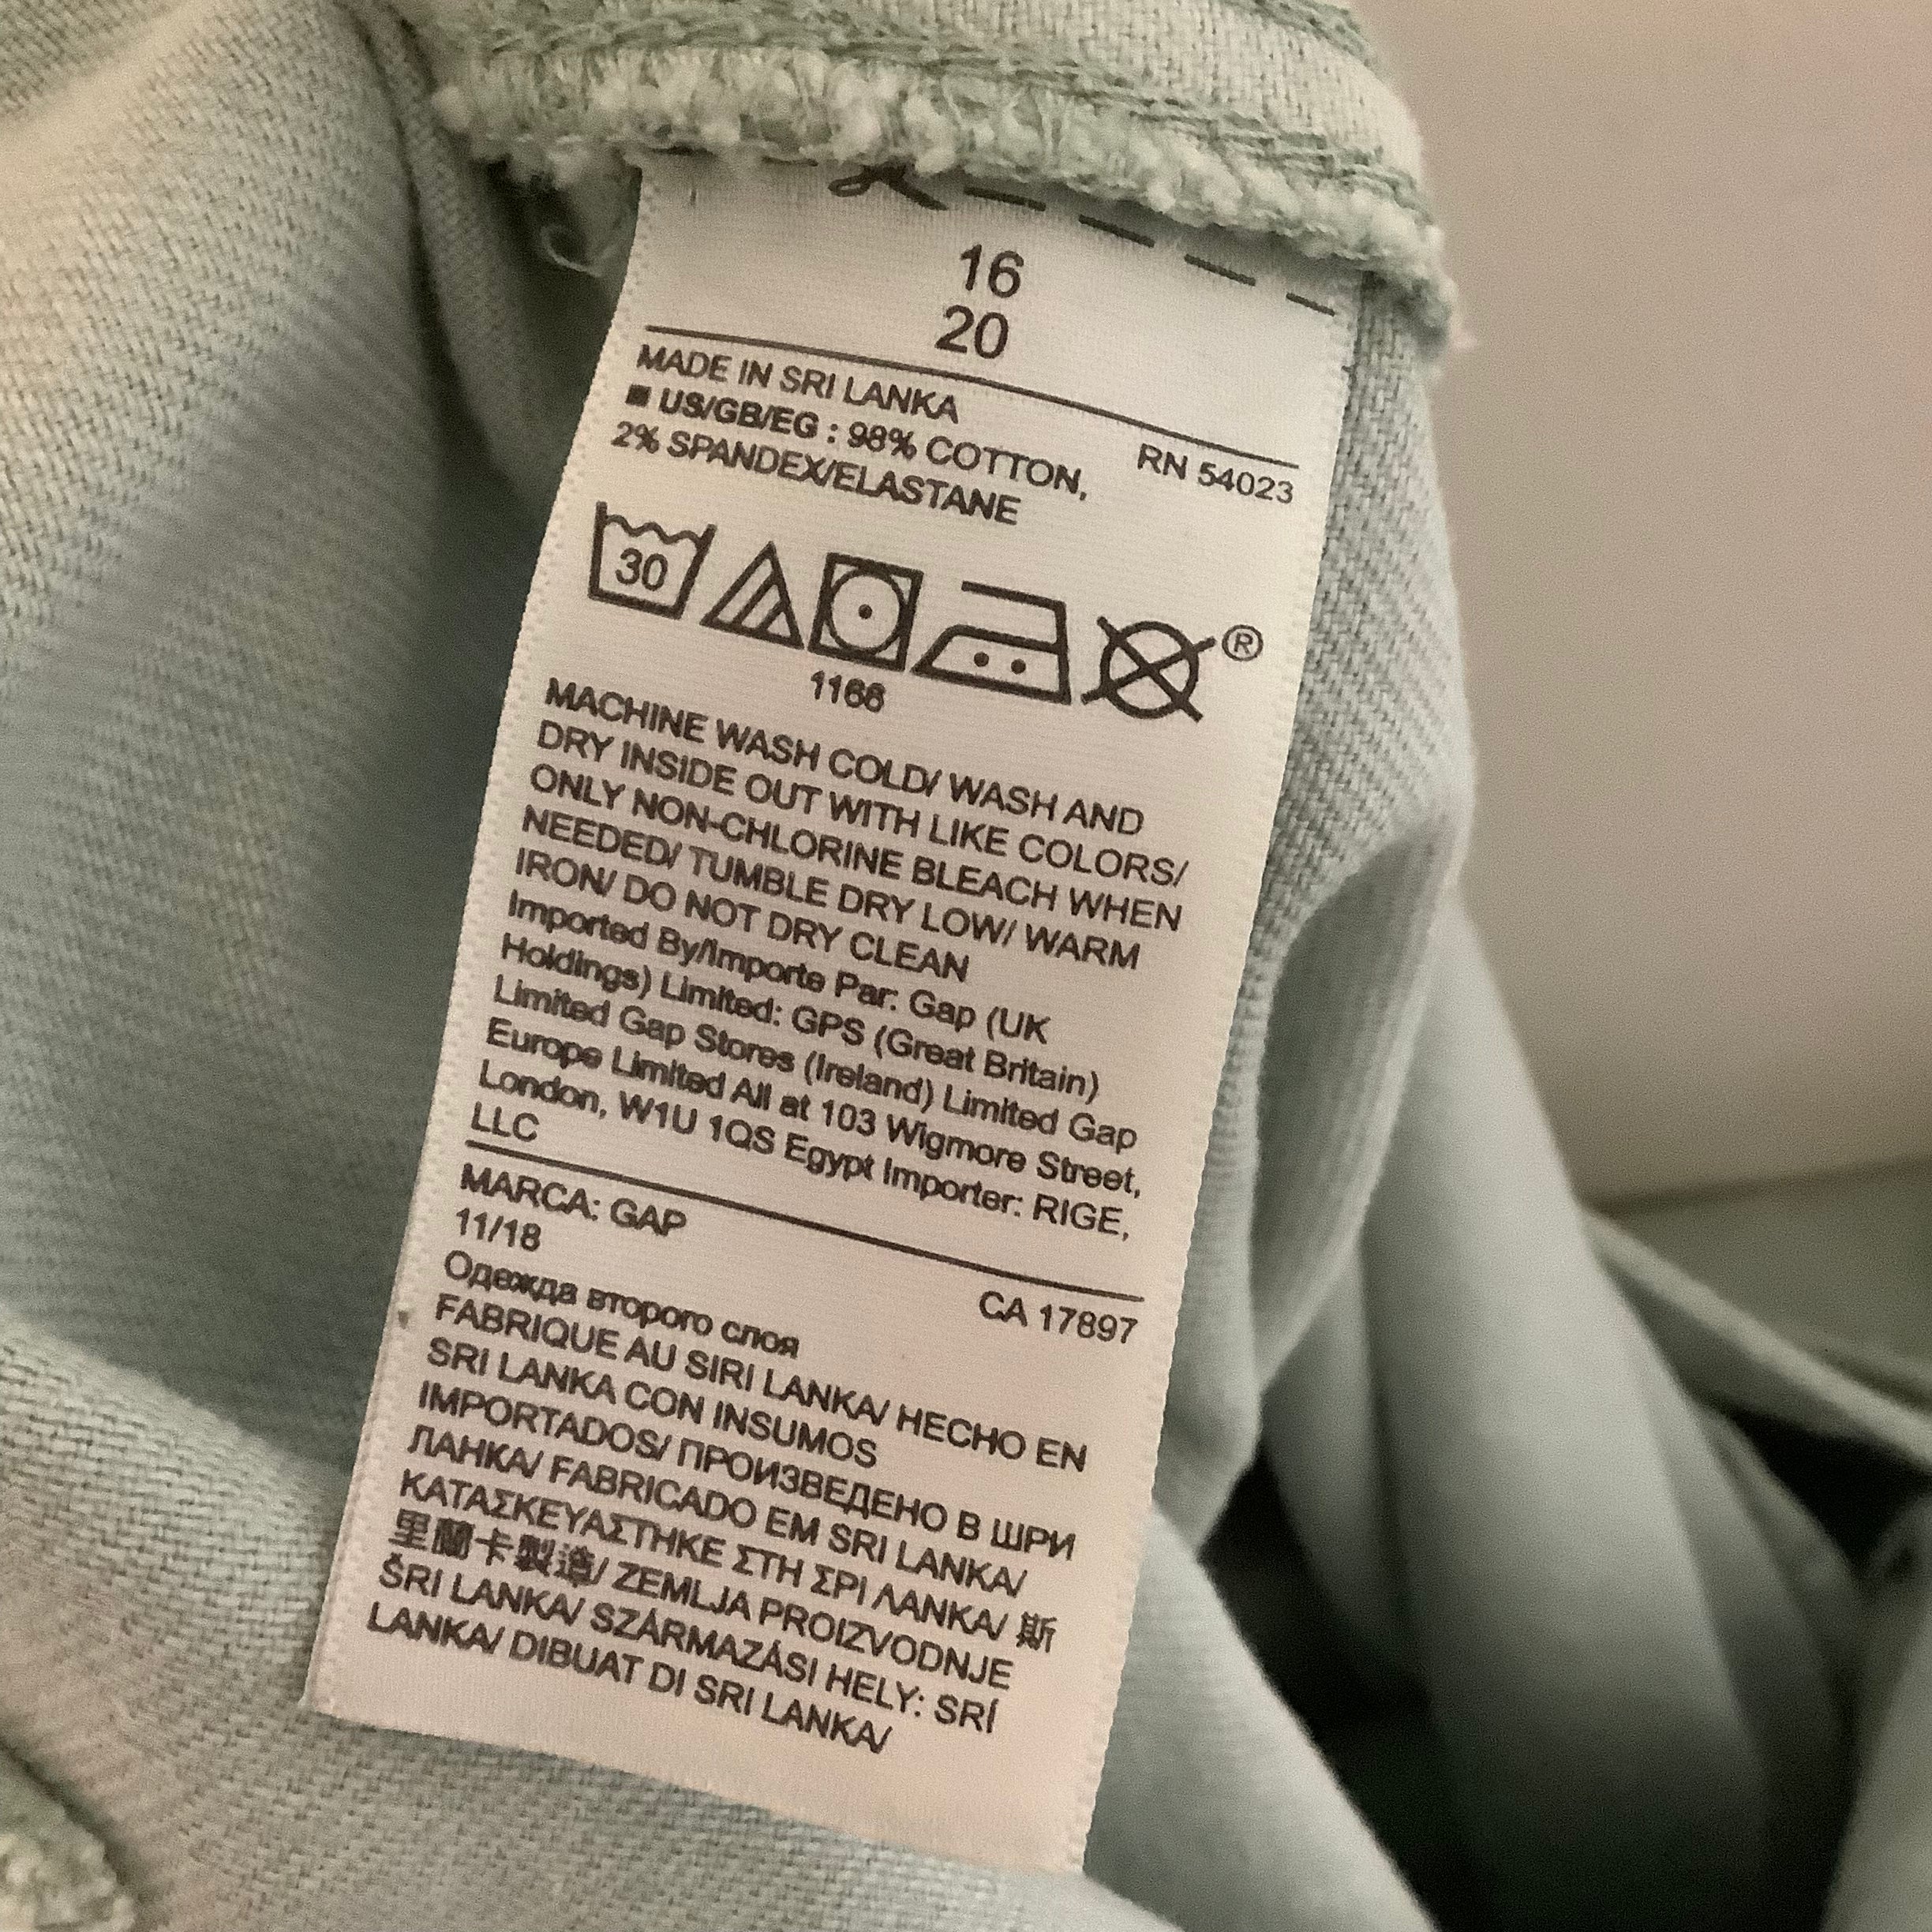 16
20
MADE IN SRI LANKA
RN 54023
■ US/GB/EG : 98% COTTON,
2% SPANDEX/ELASTANE
30
®
1166
MACHINE WASH COLD/ WASH AND
DRY INSIDE OUT WITH LIKE COLORS/
ONLY NON-CHLORINE BLEACH WHEN
NEEDED/ TUMBLE DRY LOW/ WARM
IRON/ DO NOT DRY CLEAN
Imported By/Importe Par: Gap (UK
Holdings) Limited: GPS (Great Britain)
Limited Gap Stores (Ireland) Limited Gap
Europe Limited All at 103 Wigmore Street,
London, W1U 1QS Egypt Importer: RIGE,
LLC
MARCA: GAP
CA 17897
11/18
Одежда второго слоя
FABRIQUE AU SIRI LANKA/ HECHO EN
SRI LANKA CON INSUMOS
IMPORTADOS/ ПРОИЗВЕДЕНО В ШРИ
ЛАНКА/ FABRICADO EM SRI LANKA/
ΚΑΤΑΣΚΕΥΑΣΤΗΚΕ ΣΤΗ ΣΡΙ ΛΑΝΚΑ/ 斯
里蘭卡製造/ ZEMLJA PROIZVODNJE
ŠRI LANKA/ SZÁRMAZÁSI HELY: SRÍ
LANKA/ DIBUAT DI SRI LANKA/